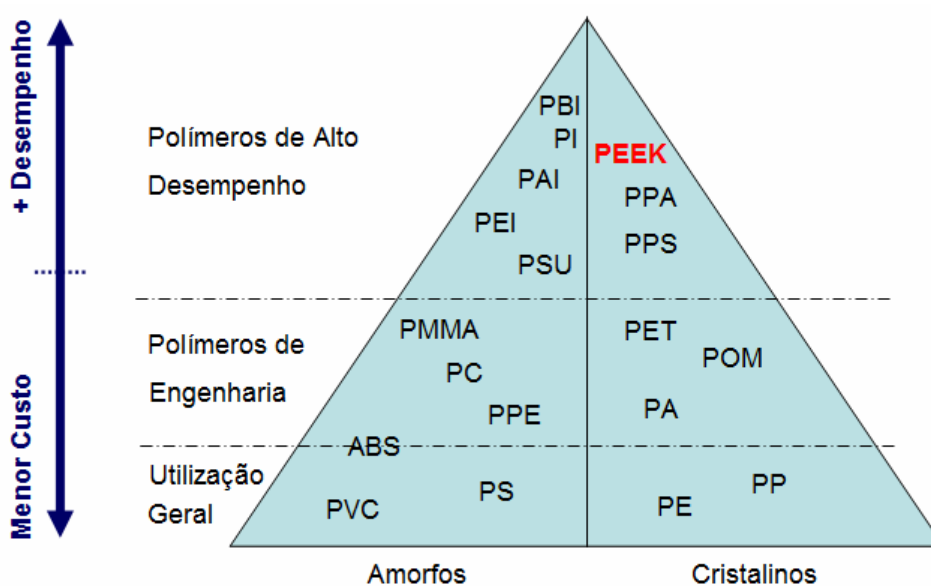 + Desempenho
Menor Custo
Polímeros de Alto
Desempenho
PBI
PI
PEEK
PAI
PPA
PEI
PPS
PSU
Polímeros de
Engenharia
PMMA
PET
POM
PC
PA
PPE
ABS
Utilização
Geral
PS
PP
PVC
PE
Amorfos
Cristalinos